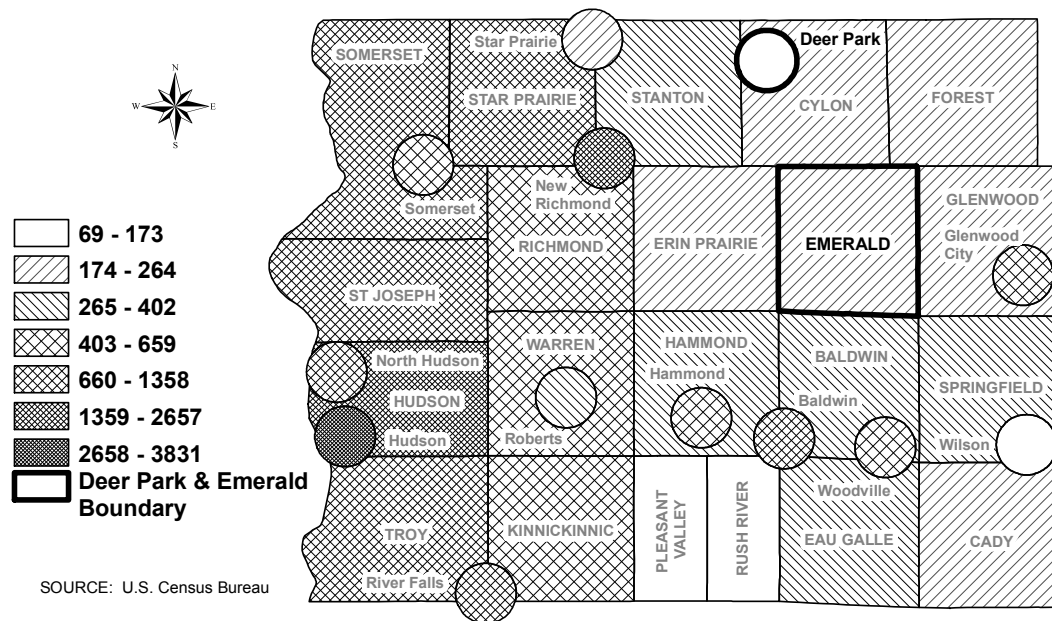 Star Prairie
Deer Park
SOMERSET
STAR PRAIRIE
STANTON
CYLON
FOREST
N
W
E
S
New
Richmond
Somerset
GLENWOOD
69 - 173
RICHMOND
ERIN PRAIRIE
EMERALD
Glenwood
City
174 - 264
265 - 402
ST JOSEPH
403 - 659
North Hudson
WARREN
HAMMOND
Hammond
BALDWIN
660 - 1358
HUDSON
Baldwin
SPRINGFIELD
1359 - 2657
Hudson
Roberts
Wilson
2658 - 3831
Deer Park & Emerald
Boundary
PLEASANT
VALLEY
RUSH RIVER
Woodville
TROY
KINNICKINNIC
EAU GALLE
CADY
River Falls
SOURCE: U.S. Census Bureau